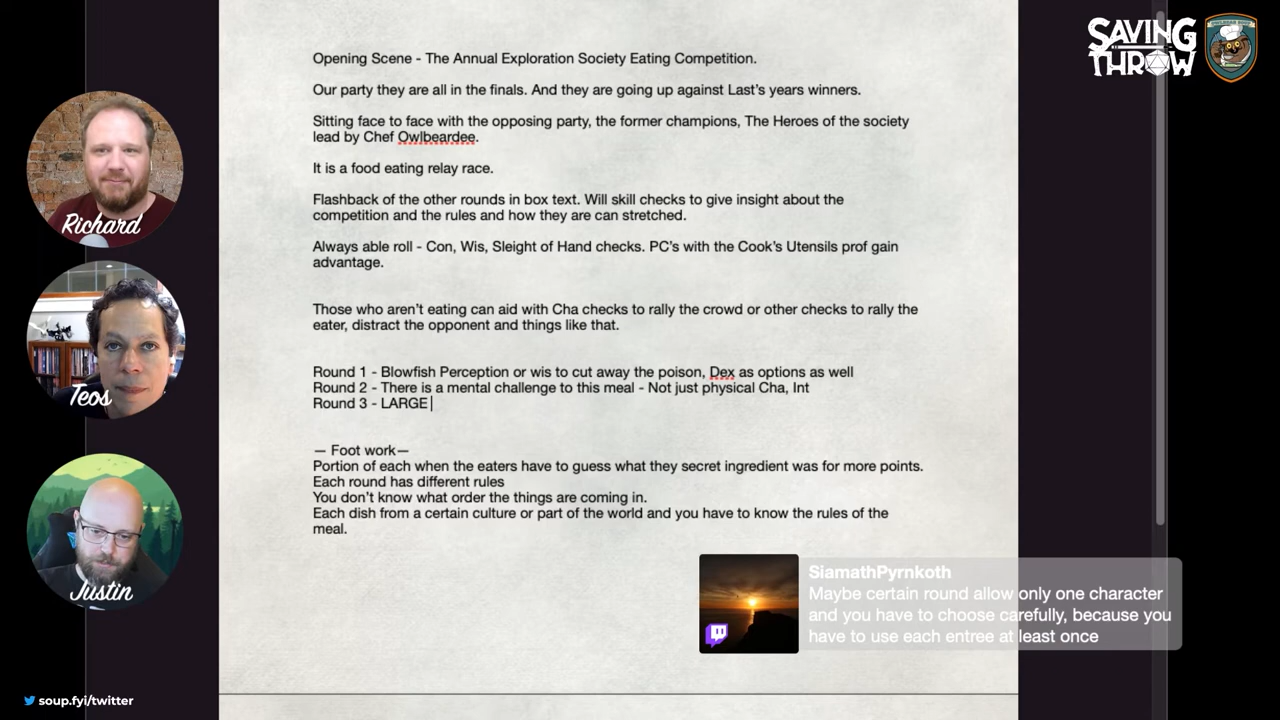 Opening Scene - The Annual Exploration Society Eating Competition.
Our party they are all in the finals. And they are going up against Last's years winners.
Sitting face to face with the opposing party, the former champions, The Heroes of the society
lead by Chef Owlbeardee.
It is a food eating relay race.
Flashback of the other rounds in box text. Will skill checks to give insight about the
competition and the rules and how they are can stretched.
Always able roll - Con, Wis, Sleight of Hand checks. PC's with the Cook's Utensils prof gain
advantage.
Those who aren't eating can aid with Cha checks to rally the crowd or other checks to rally the
eater, distract the opponent and things like that.
Round 1 - Blowfish Perception or wis to cut away the poison, Dex as options as well
Round 2 - There is a mental challenge to this meal - Not just physical Cha, Int
Round 3 - LARGE
— Foot work—
Portion of each when the eaters have to guess what they secret ingredient was for more points.
Each round has different rules
You don't know what order the things are coming in.
Each dish from a certain culture or part of the world and you have to know the rules of the
meal.
Richard
Teos
Justin
SAVING
THROW
SiamathPyrnkoth
Maybe certain round allow only one character
and you have to choose carefully, because you
have to use each entree at least once
soup.fyi/twitter